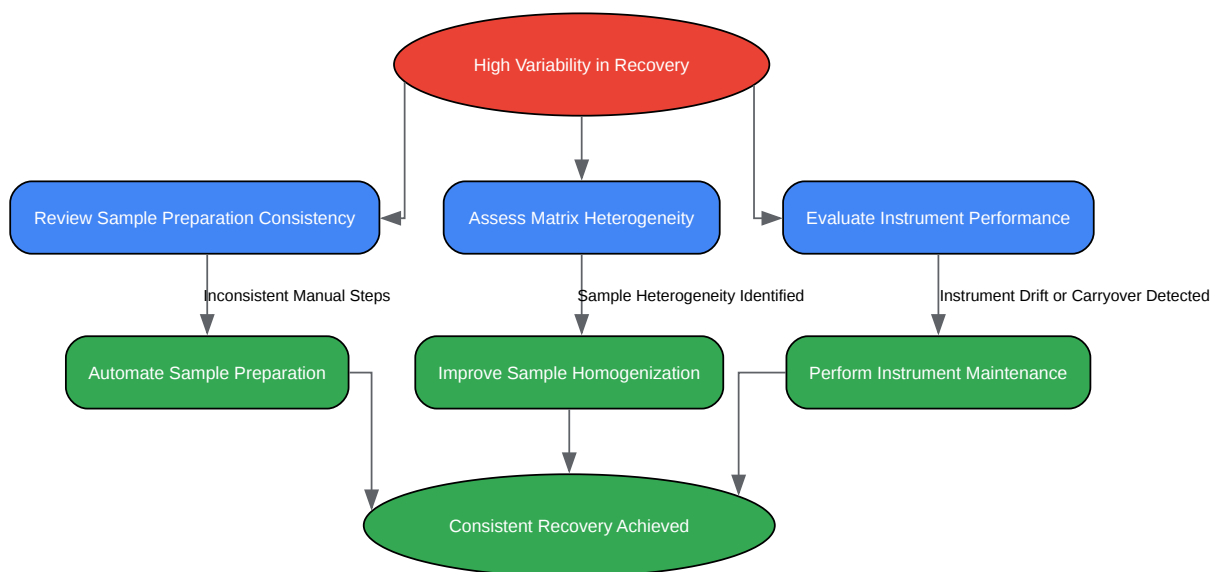 High Variability in Recovery
Review Sample Preparation Consistency
Assess Matrix Heterogeneity
Evaluate Instrument Performance
Inconsistent Manual Steps
Sample Heterogeneity Identified
Instrument Drift or Carryover Detected
Automate Sample Preparation
Improve Sample Homogenization
Perform Instrument Maintenance
Consistent Recovery Achieved